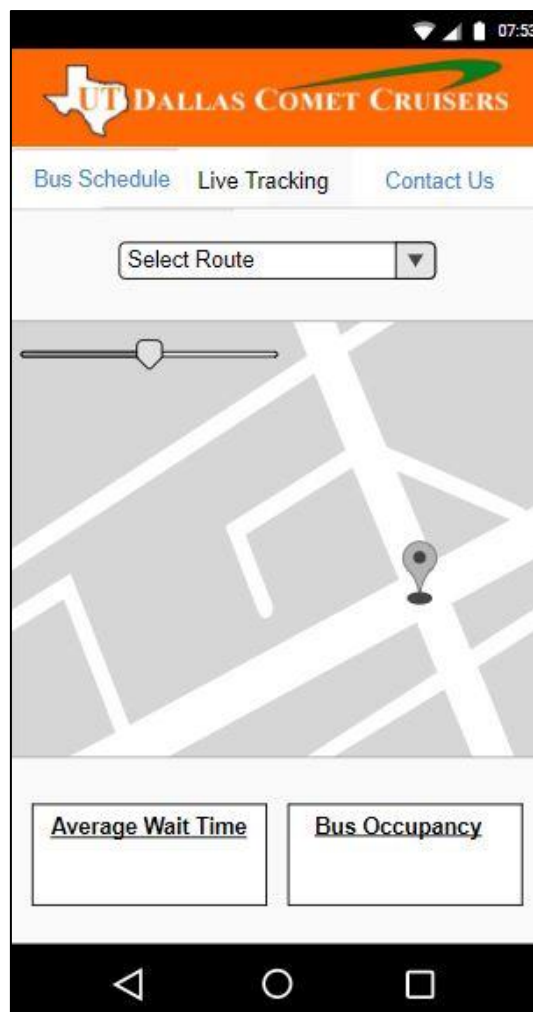 07:53
UT DALLAS COMET CRUISERS
Bus Schedule Live Tracking Contact Us
Select Route
Average Wait Time Bus Occupancy